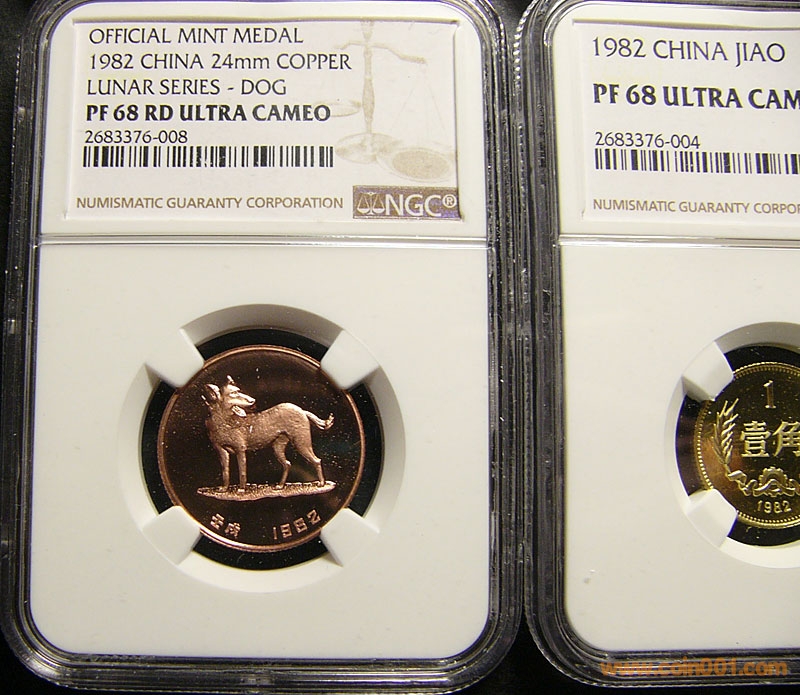 OFFICIAL MINT MEDAL
1982 CHINA 24mm COPPER
LUNAR SERIES - DOG
PF 68 RD ULTRA CAMEO
2683376-008
NUMISMATIC GUARANTY CORPORATION
NGC®
壬戌 1982
1982 CHINA JIAO
PF 68 ULTRA CAM
2683376-004
NUMISMATIC GUARANTY CORPOR
1
壹角
1982
www.coin001.com